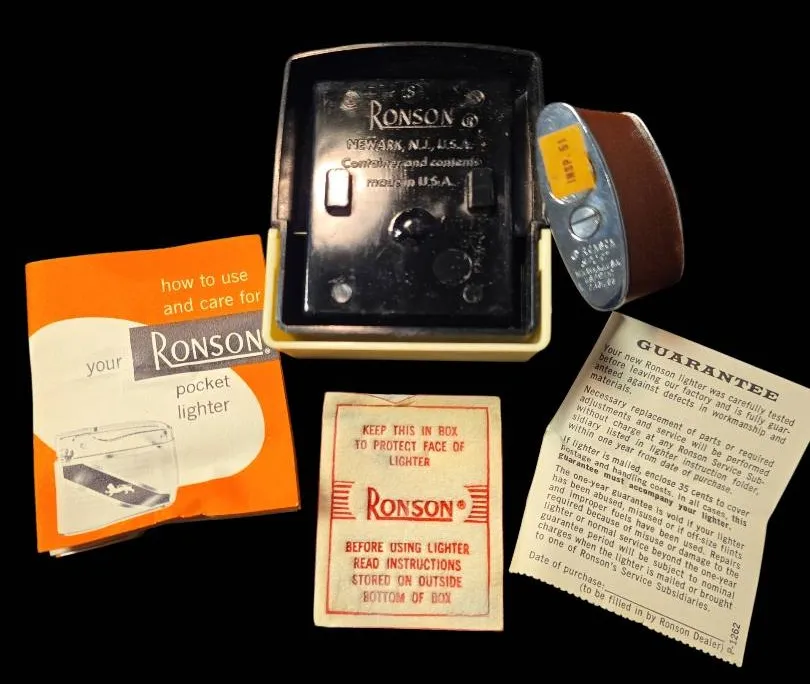 RONSON ®
NEWARK, N.J., U.S.A.
Container and contents
made in U.S.A.
INSP. 51
RONSON
how to use
and care for
your RONSON®
pocket
lighter
KEEP THIS IN BOX
TO PROTECT FACE OF
LIGHTER
RONSON®
BEFORE USING LIGHTER
READ INSTRUCTIONS
STORED ON OUTSIDE
BOTTOM OF BOX
GUARANTEE
Your new Ronson lighter was carefully tested
before leaving our factory and is fully guar-
anteed against defects in workmanship and
materials.
Necessary replacement of parts or required
adjustments and service will be performed
without charge at any Ronson Service Sub-
sidiary listed in lighter instruction folder,
within one year from date of purchase.
If lighter is mailed, enclose 35 cents to cover
postage and handling costs. In all cases, this
guarantee must accompany your lighter.
The one-year guarantee is void if your lighter
has been abused, misused or if off-size flints
and improper fuels have been used. Repairs
required because of misuse or damage to the
lighter or normal service beyond the one-year
guarantee period will be subject to nominal
charges when the lighter is mailed or brought
to one of Ronson's Service Subsidiaries.
Date of purchase:
(to be filled in by Ronson Dealer)
P-1262